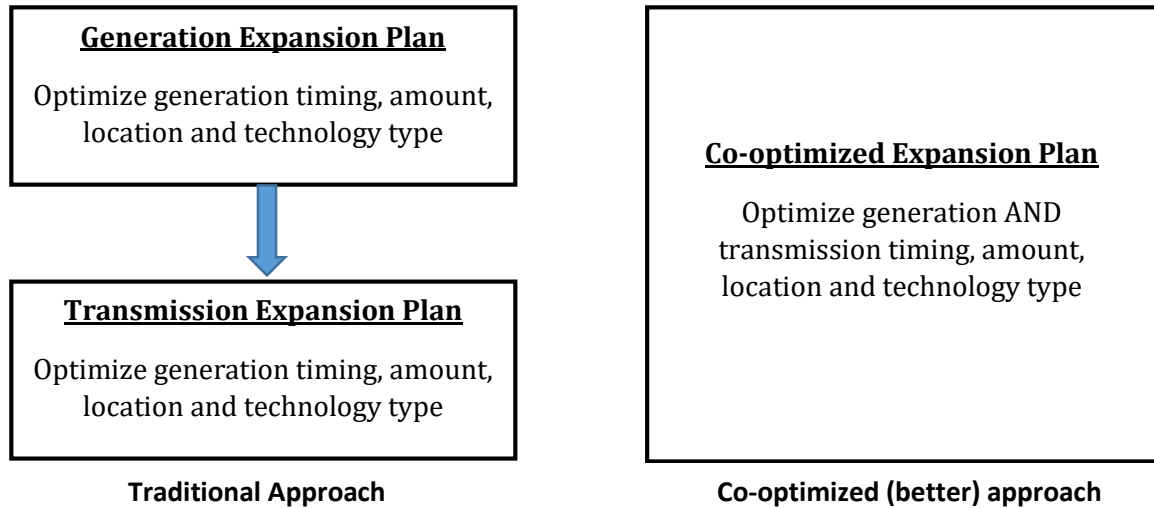 Generation Expansion Plan
Optimize generation timing, amount,
location and technology type
Transmission Expansion Plan
Optimize generation timing, amount,
location and technology type
Traditional Approach
Co-optimized Expansion Plan
Optimize generation AND
transmission timing, amount,
location and technology type
Co-optimized (better) approach